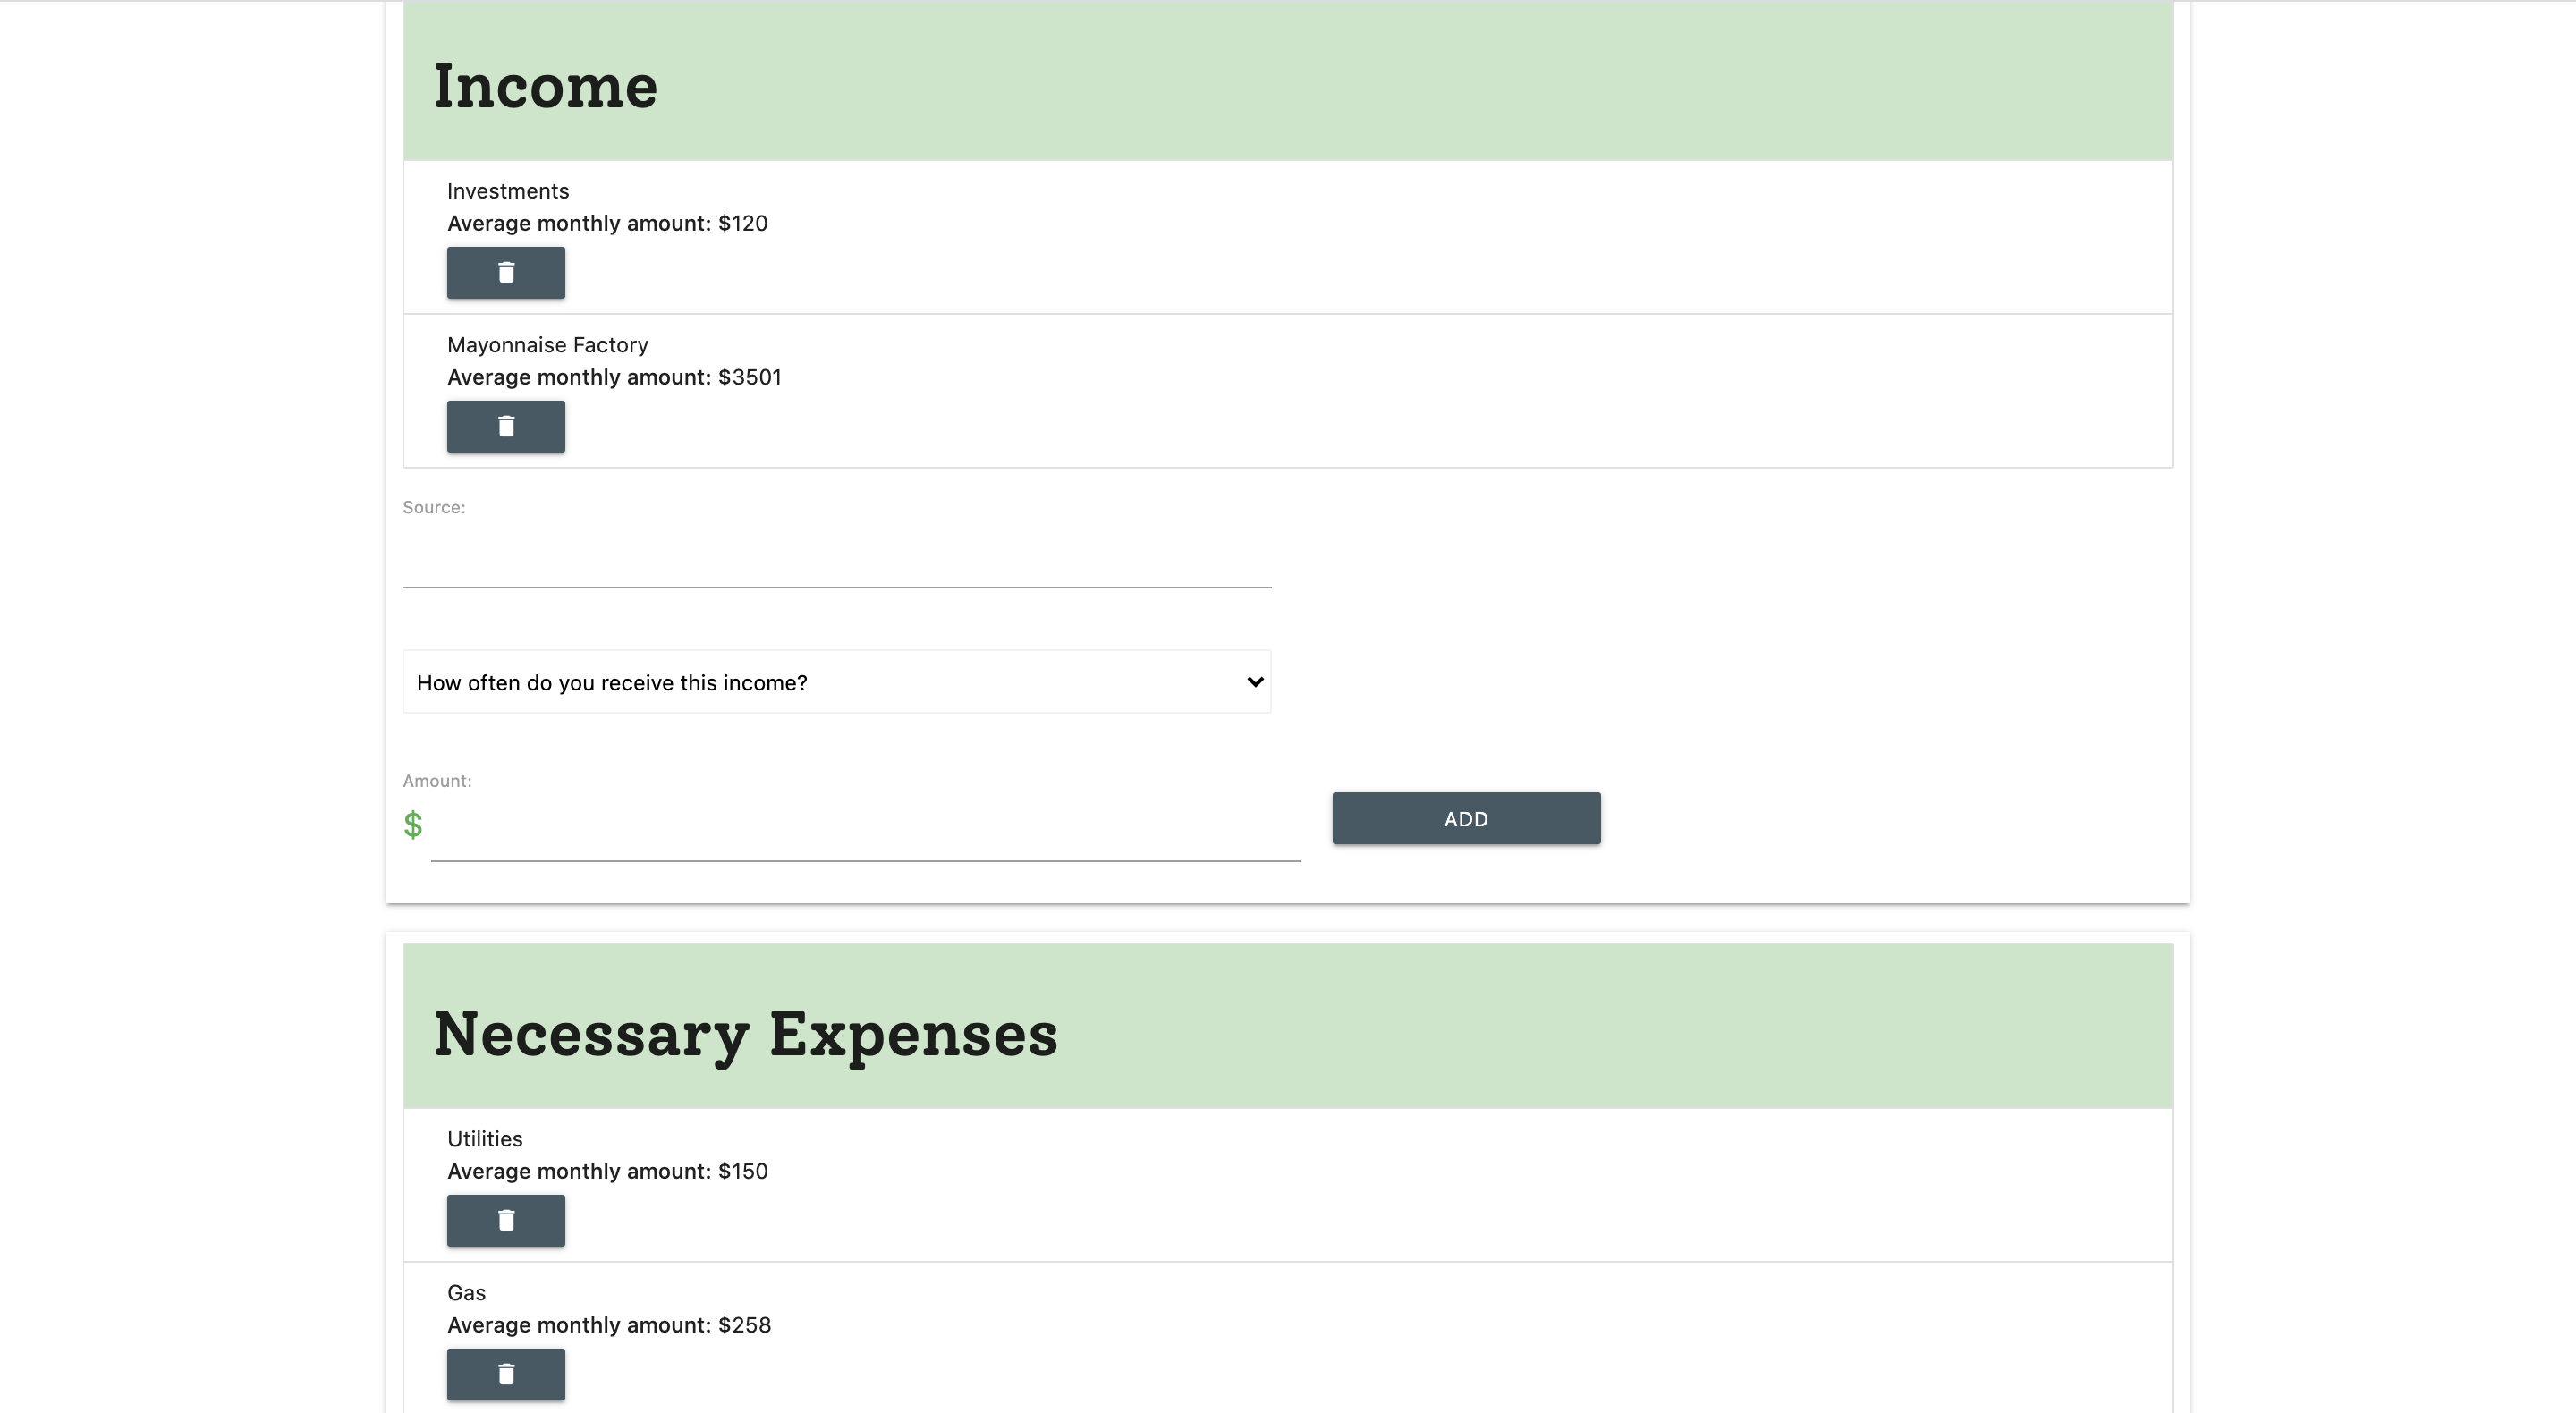 Income
Investments
Average monthly amount: $120
Mayonnaise Factory
Average monthly amount: $3501
Source:
How often do you receive this income?
Amount:
$
ADD
Necessary Expenses
Utilities
Average monthly amount: $150
Gas
Average monthly amount: $258